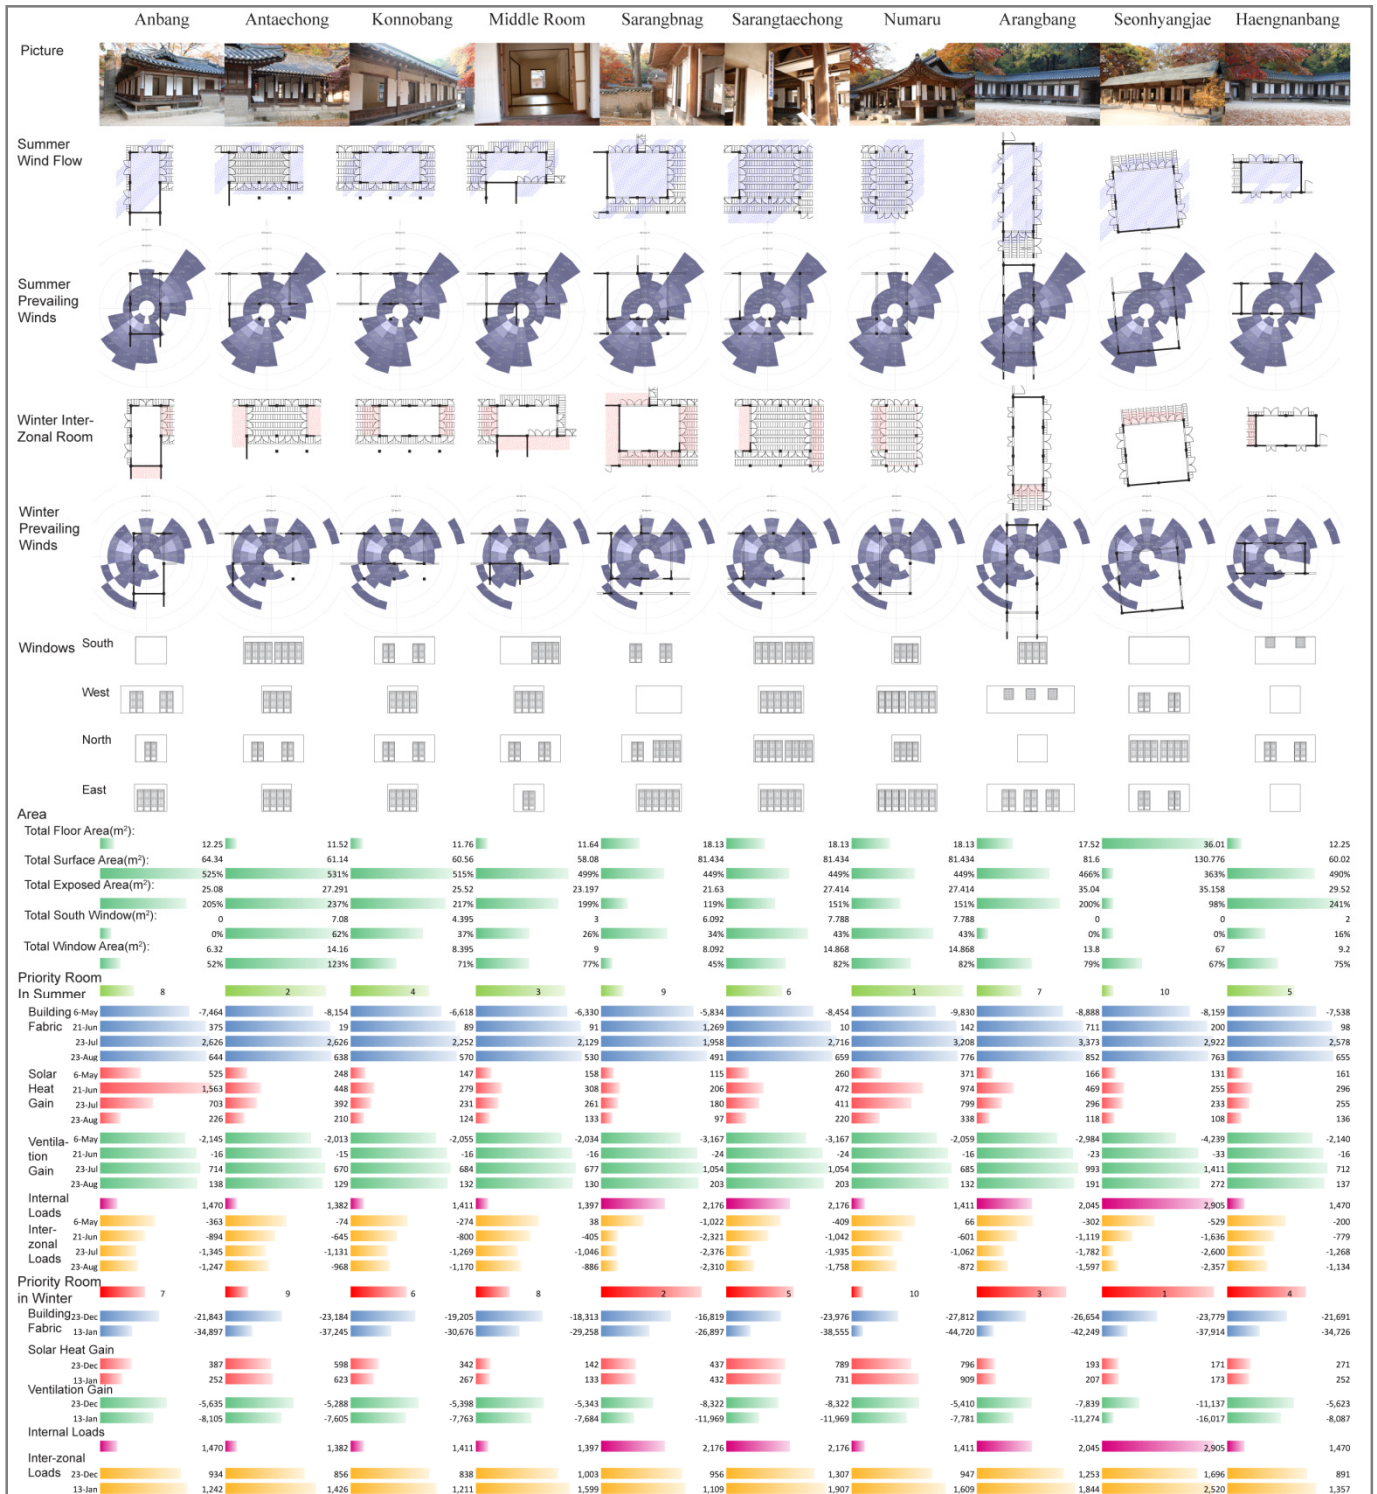 Anbang Antaechong Konnobang Middle Room Sarangbnag Sarangtaechong Numaru Arangbang Seonhyangjae Haengnanbang
Picture
Summer
Wind Flow
Summer
Prevailing
Winds
Winter Inter-
Zonal Room
Winter
Prevailing
Winds
Windows South
West
North
East
Area
Total Floor Area(m²):
12.25 11.52 11.76 11.64 18.13 18.13 18.13 17.52 36.01 12.25
Total Surface Area(m²): 64.34 61.14 60.56 58.08 81.434 81.434 81.434 81.6 130.776 60.02
525% 531% 515% 499% 449% 449% 449% 466% 363% 490%
Total Exposed Area(m²): 25.08 27.291 25.52 23.197 21.63 27.414 27.414 35.04 35.158 29.52
205% 237% 217% 199% 119% 151% 151% 200% 98% 241%
Total South Window(m²): 0 7.08 4.395 3 6.092 7.788 7.788 0 0 2
0% 62% 37% 26% 34% 43% 43% 0% 0% 16%
Total Window Area(m²): 6.32 14.16 8.395 9 8.092 14.868 14.868 13.8 67 9.2
52% 123% 71% 77% 45% 82% 82% 79% 67% 75%
Priority Room
In Summer 8 2 4 3 9 6 1 7 10 5
Building
Fabric
6-May -7,464 -8,154 -6,618 -6,330 -5,834 -8,454 -9,830 -8,888 -8,159 -7,538
21-Jun 375 19 89 91 1,269 10 142 711 200 98
23-Jul 2,626 2,626 2,252 2,129 1,958 2,716 3,208 3,373 2,922 2,578
23-Aug 644 638 570 530 491 659 776 852 763 655
Solar
Heat
Gain
6-May 525 248 147 158 115 260 371 166 131 161
21-Jun 1,563 448 279 308 206 472 974 469 255 296
23-Jul 703 392 231 261 180 411 799 296 233 255
23-Aug 226 210 124 133 97 220 338 118 108 136
Ventila-
tion
Gain
6-May -2,145 -2,013 -2,055 -2,034 -3,167 -3,167 -2,059 -2,984 -4,239 -2,140
21-Jun -16 -15 -16 -16 -24 -24 -16 -23 -33 -16
23-Jul 714 670 684 677 1,054 1,054 685 993 1,411 712
23-Aug 138 129 132 130 203 203 132 191 272 137
Internal
Loads 1,470 1,382 1,411 1,397 2,176 2,176 1,411 2,045 2,905 1,470
Inter-
zonal
Loads
6-May -363 -74 -274 38 -1,022 -409 66 -302 -529 -200
21-Jun -894 -645 -800 -405 -2,321 -1,042 -601 -1,119 -1,636 -779
23-Jul -1,345 -1,131 -1,269 -1,046 -2,376 -1,935 -1,062 -1,782 -2,600 -1,268
23-Aug -1,247 -968 -1,170 -886 -2,310 -1,758 -872 -1,597 -2,357 -1,134
Priority Room
in Winter 7 9 6 8 2 5 10 3 1 4
Building
Fabric
23-Dec -21,843 -23,184 -19,205 -18,313 -16,819 -23,976 -27,812 -26,654 -23,779 -21,691
13-Jan -34,897 -37,245 -30,676 -29,258 -26,897 -38,555 -44,720 -42,249 -37,914 -34,726
Solar Heat Gain
23-Dec 387 598 342 142 437 789 796 193 171 271
13-Jan 252 623 267 133 432 731 909 207 173 252
Ventilation Gain
23-Dec -5,635 -5,288 -5,398 -5,343 -8,322 -8,322 -5,410 -7,839 -11,137 -5,623
13-Jan -8,105 -7,605 -7,763 -7,684 -11,969 -11,969 -7,781 -11,274 -16,017 -8,087
Internal Loads
1,470 1,382 1,411 1,397 2,176 2,176 1,411 2,045 2,905 1,470
Inter-zonal
Loads
23-Dec 934 856 838 1,003 956 1,307 947 1,253 1,696 891
13-Jan 1,242 1,426 1,211 1,599 1,109 1,907 1,609 1,844 2,520 1,357